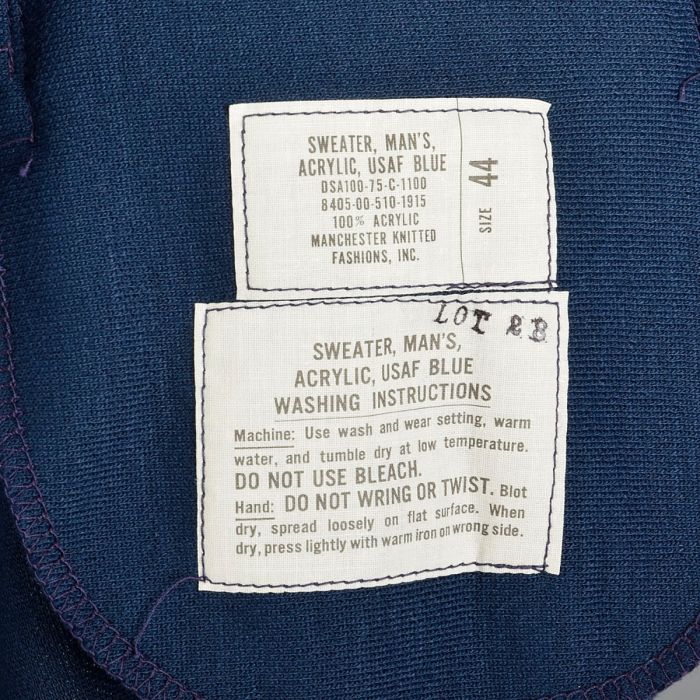 SWEATER, MAN'S,
ACRYLIC, USAF BLUE
DSA100-75-C-1100
8405-00-510-1915
100% ACRYLIC
MANCHESTER KNITTED
FASHIONS, INC.
SIZE 44
LOT 2B
SWEATER, MAN'S,
ACRYLIC, USAF BLUE
WASHING INSTRUCTIONS
Machine: Use wash and wear setting, warm
water, and tumble dry at low temperature.
DO NOT USE BLEACH.
Hand: DO NOT WRING OR TWIST. Blot
dry, spread loosely on flat surface. When
dry, press lightly with warm iron on wrong side.